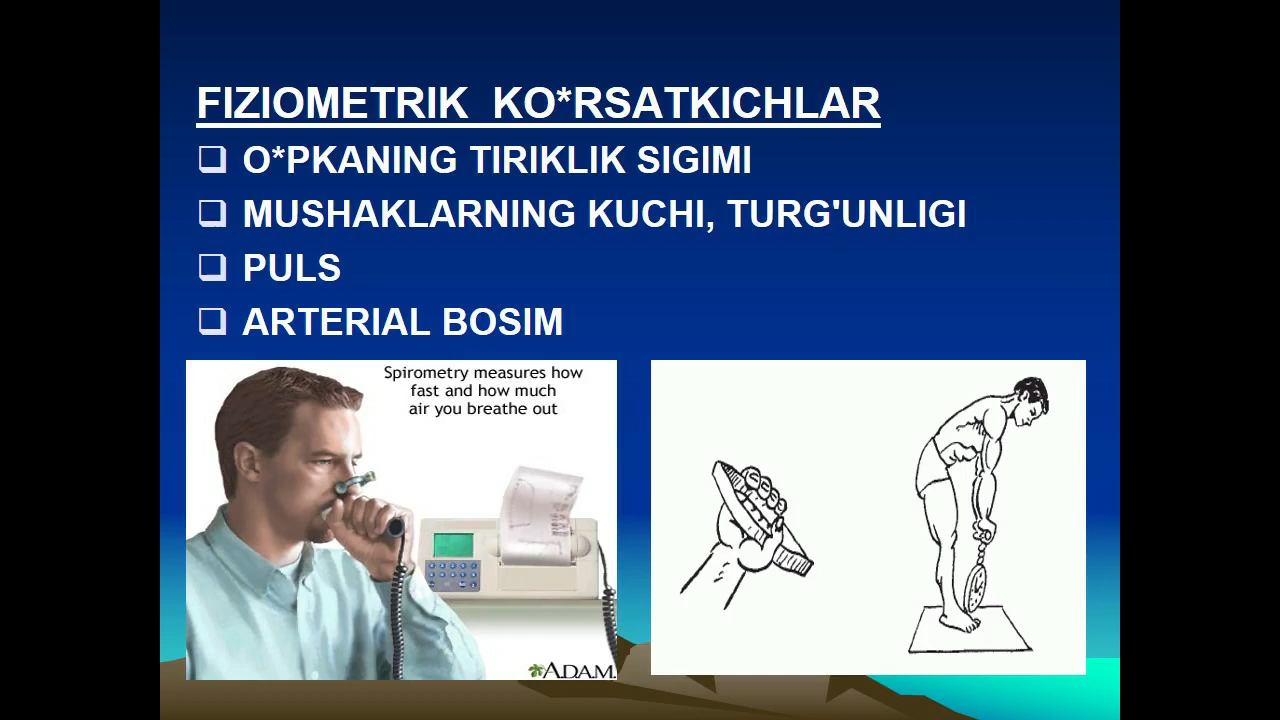 FIZIOMETRIK KO*RSATKICHLAR
O*PKANING TIRIKLIK SIGIMI
MUSHAKLARNING KUCHI, TURG'UNLIGI
PULS
ARTERIAL BOSIM
Spirometry measures how
fast and how much
air you breathe out
A.D.A.M.